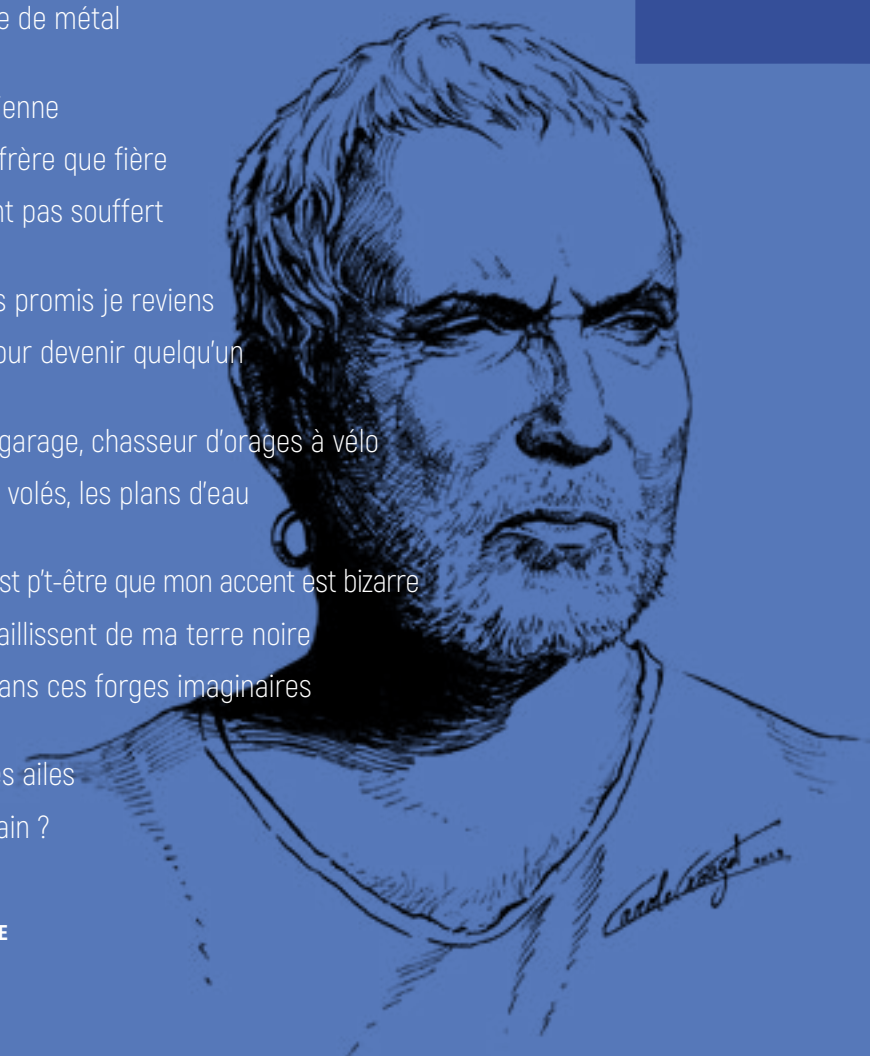 e de métal
ienne
frère que fière
nt pas souffert
s promis je reviens
our devenir quelqu'un
garage, chasseur d'orages à vélo
volés, les plans d'eau
st p't-être que mon accent est bizarre
aillissent de ma terre noire
ans ces forges imaginaires
s ailes
ain ?
E